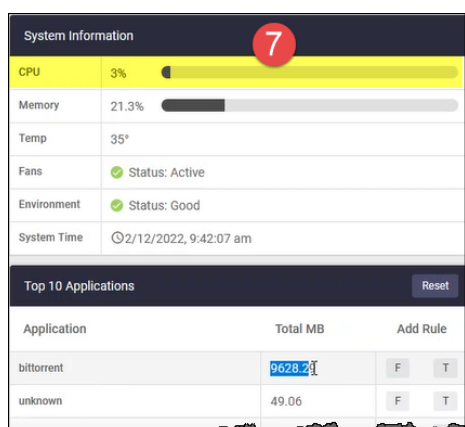 System Information
7
CPU 3%
Memory 21.3%
Temp 35°
Fans Status: Active
Environment Status: Good
System Time 2/12/2022, 9:42:07 am
Top 10 Applications Reset
Application Total MB Add Rule
bittorrent 9628.29 F T
unknown 49.06 F T